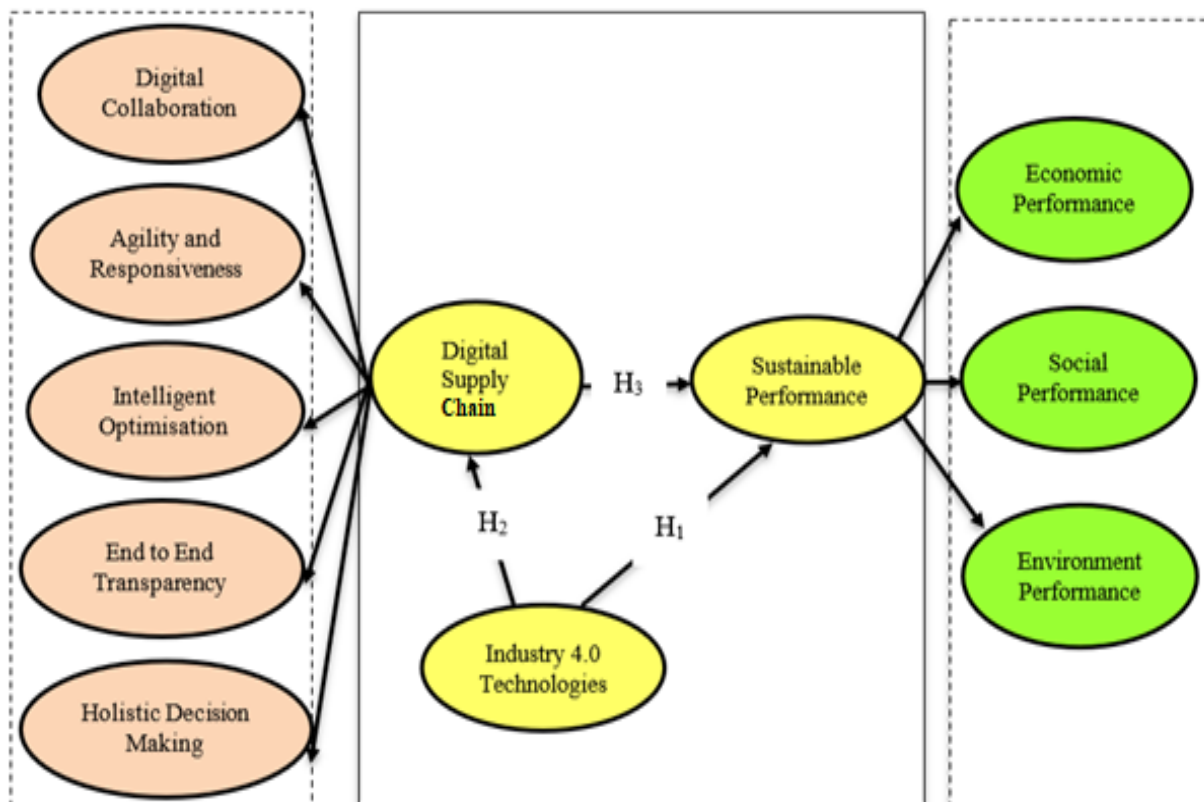 Digital
Collaboration
Agility and
Responsiveness
Intelligent
Optimisation
End to End
Transparency
Holistic Decision
Making
Digital
Supply
Chain
H₃
Sustainable
Performance
H₂
H₁
Industry 4.0
Technologies
Economic
Performance
Social
Performance
Environment
Performance